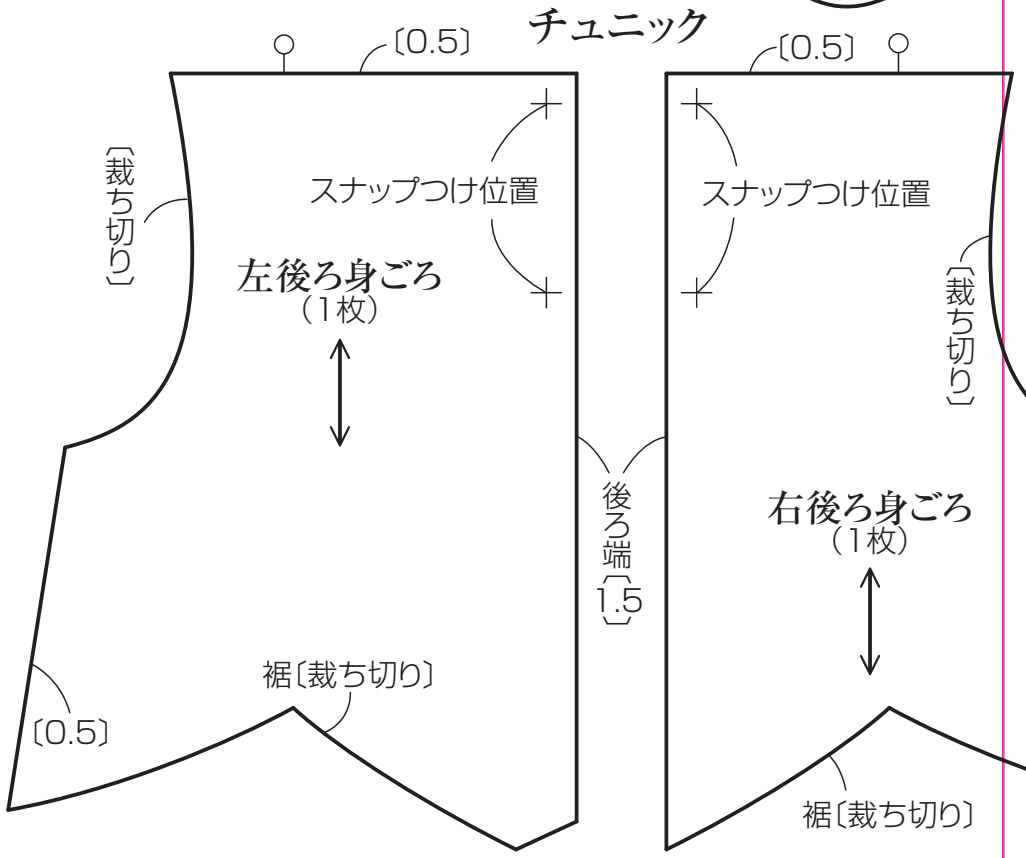 チュニック
〔0.5〕
〔0.5〕
〔裁ち切り〕
スナップつけ位置
スナップつけ位置
左後ろ身ごろ
（1枚）
〔裁ち切り〕
後ろ端〔1.5〕
右後ろ身ごろ
（1枚）
裾〔裁ち切り〕
〔0.5〕
裾〔裁ち切り〕